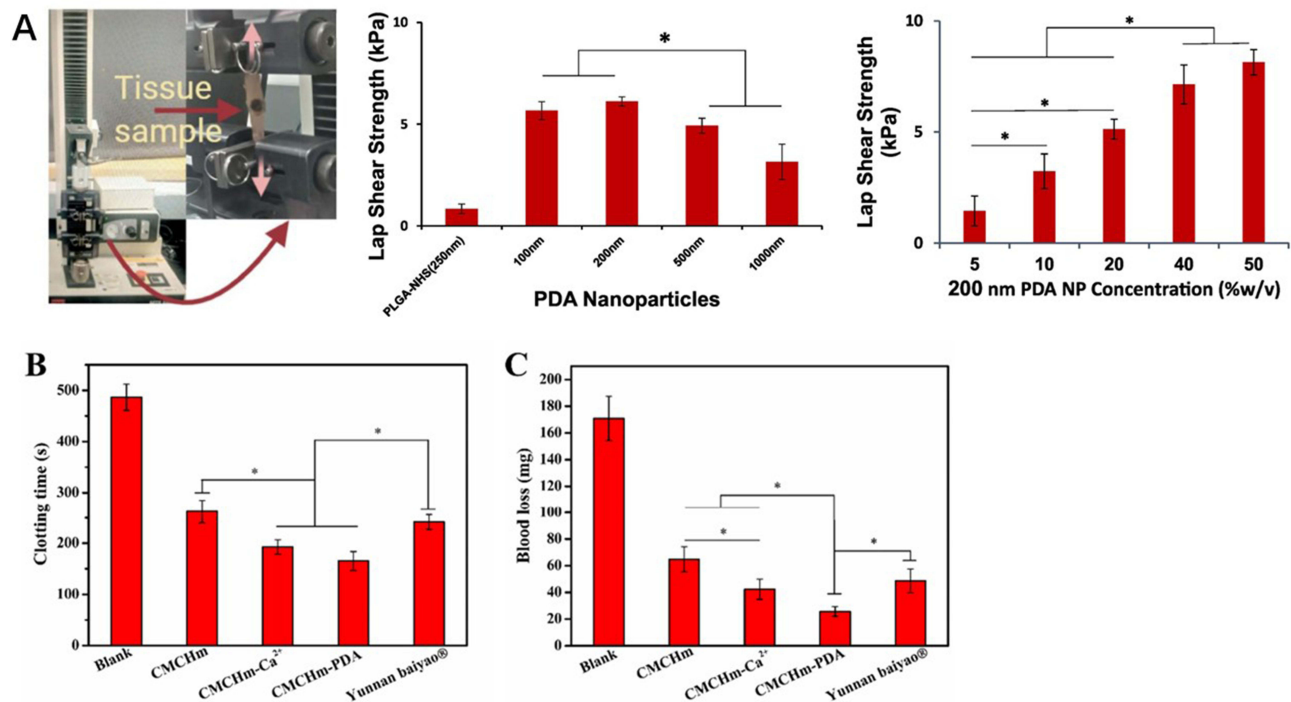 A
Tissue
sample
Lap Shear Strength (kPa)
10
5
0
*
PLGA-NHS(250nm)
100nm
200nm
500nm
1000nm
PDA Nanoparticles
Lap Shear Strength
(kPa)
10
5
0
*
*
*
5 10 20 40 50
200 nm PDA NP Concentration (%w/v)
B
Clotting time (s)
500
400
300
200
100
0
*
*
Blank
CMCHm
CMCHm-Ca²⁺
CMCHm-PDA
Yunnan baiyao®
C
Blood loss (mg)
200
180
160
140
120
100
80
60
40
20
0
*
*
*
Blank
CMCHm
CMCHm-Ca²⁺
CMCHm-PDA
Yunnan baiyao®